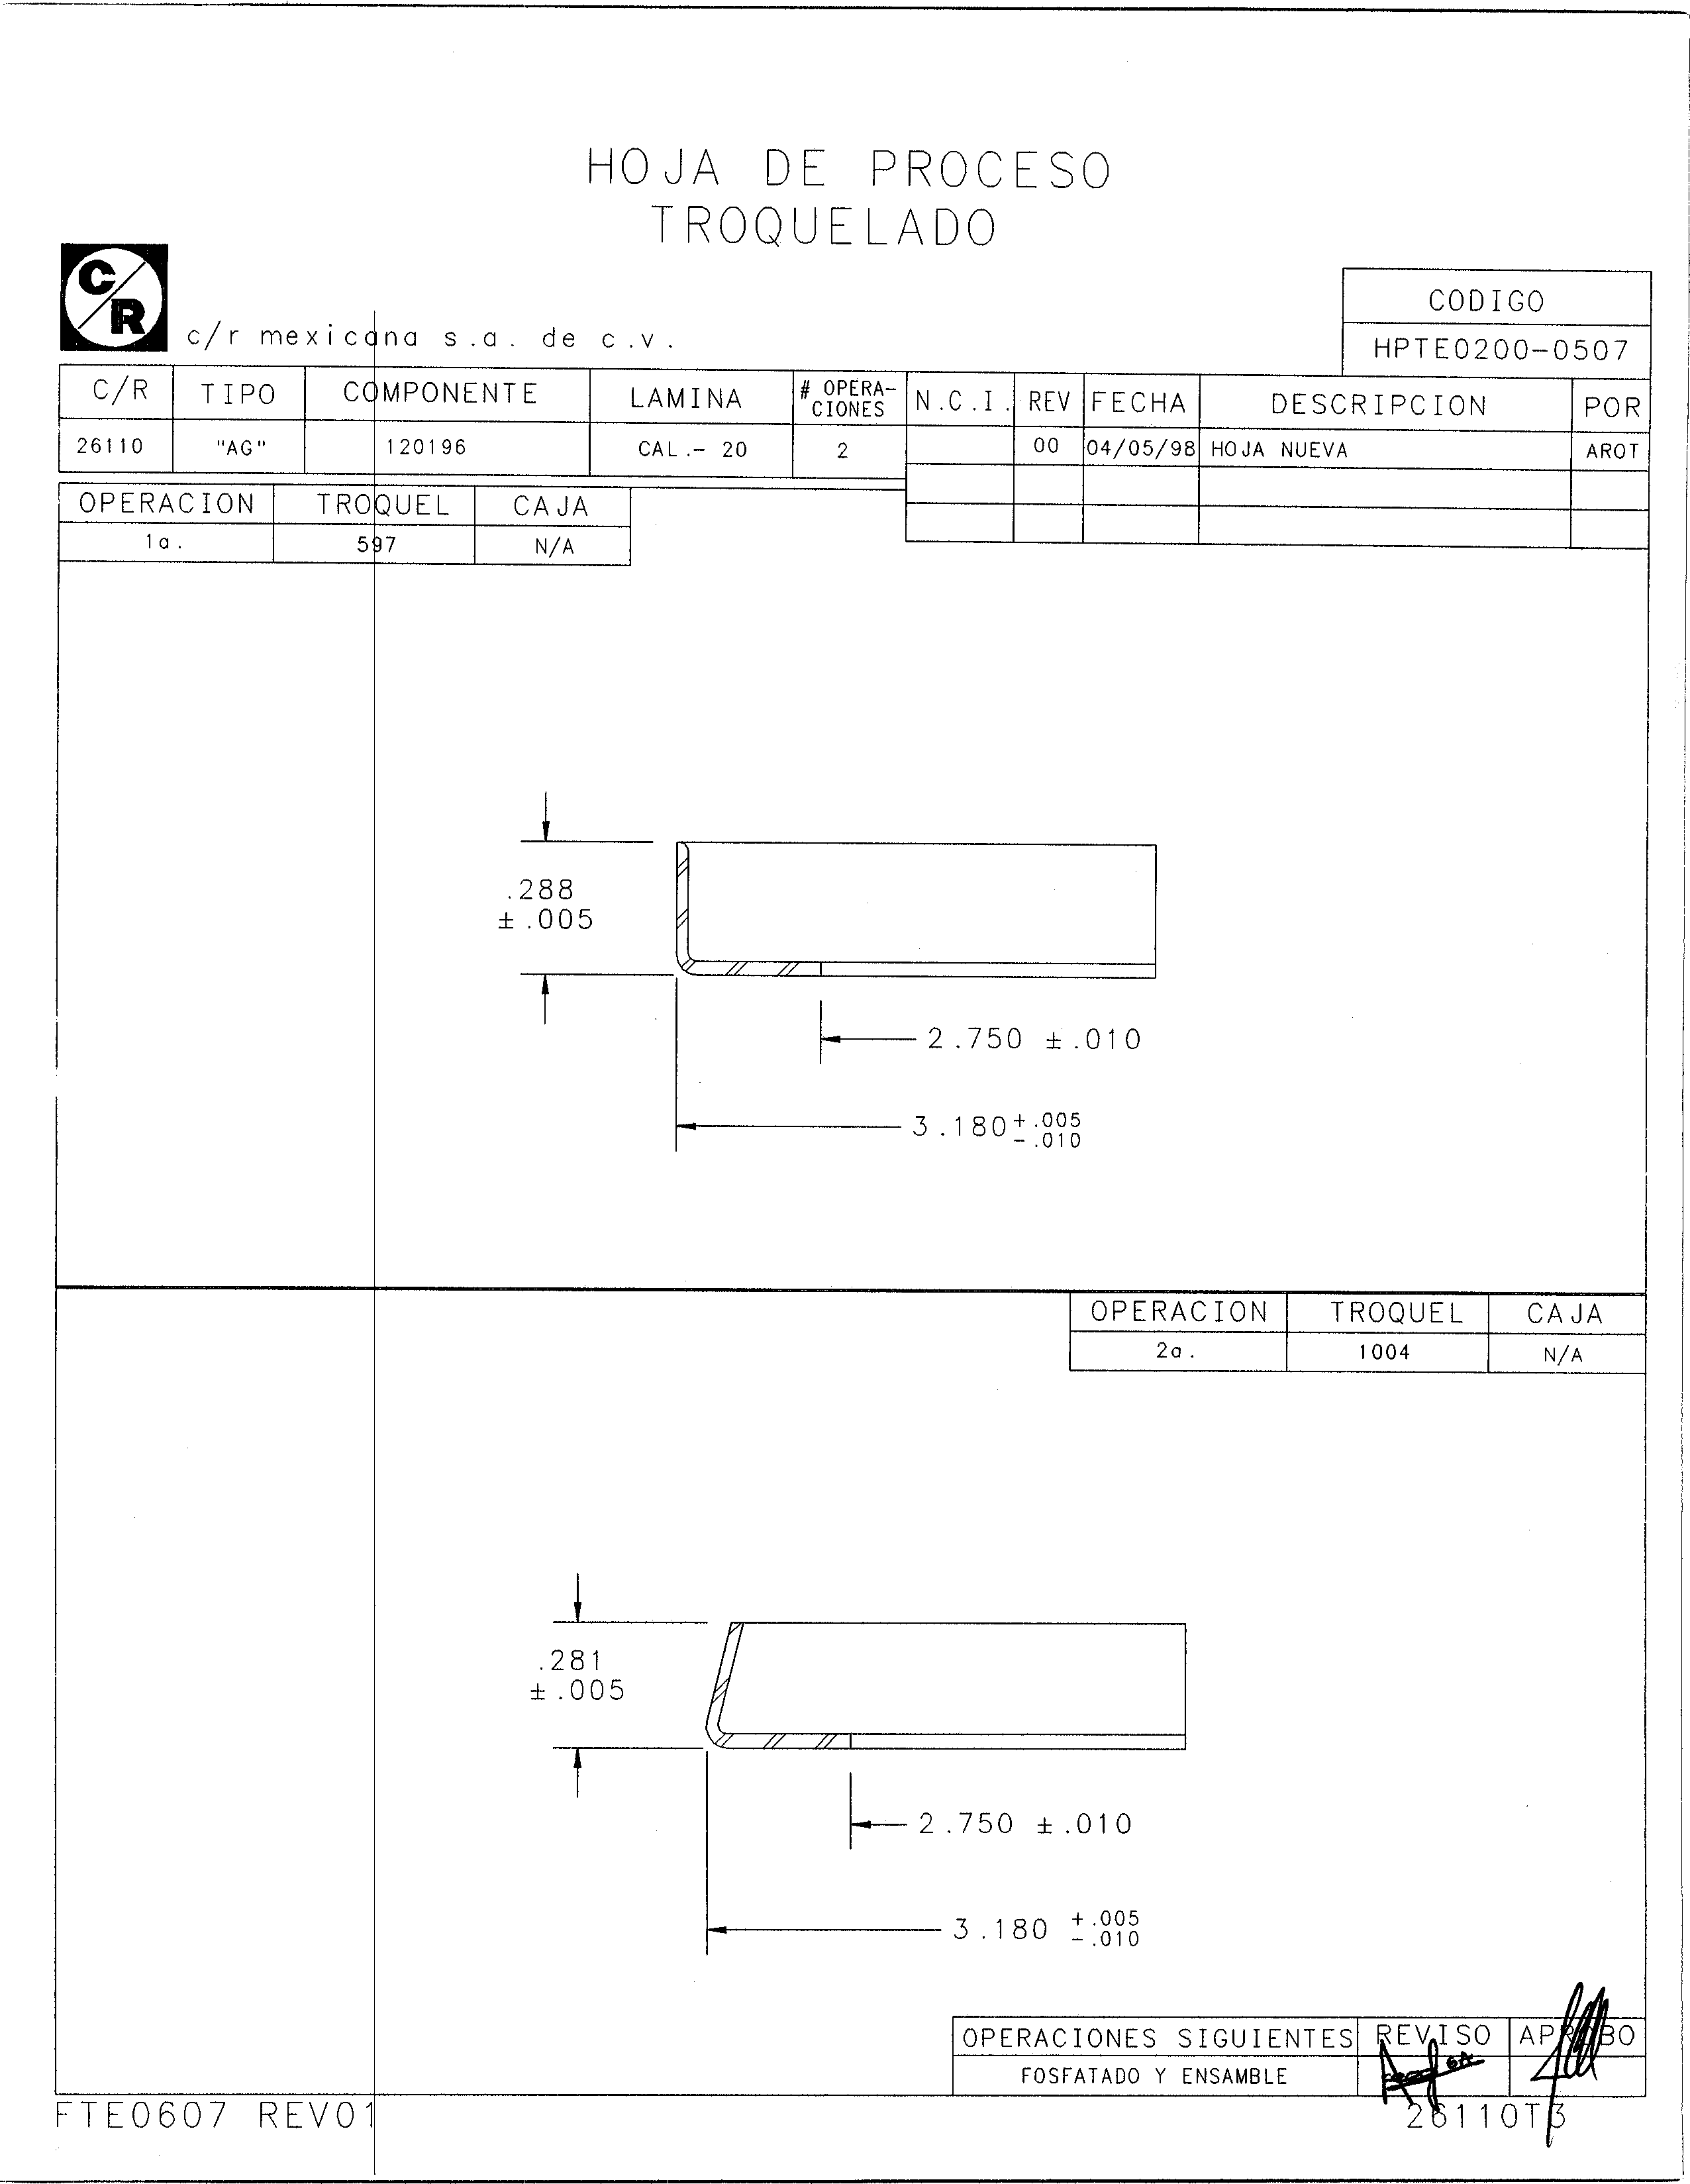 HOJA DE PROCESO
TROQUELADO
C/R
c/r mexicana s.a. de c.v.
CODIGO
HPTE0200-0507
C/R TIPO COMPONENTE LAMINA # OPERA-CIONES N.C.I. REV FECHA DESCRIPCION POR
26110 "AG" 120196 CAL.- 20 2 00 04/05/98 HOJA NUEVA AROT
OPERACION TROQUEL CAJA
1a. 597 N/A
.288
±.005
2.750 ±.010
3.180 +.005
-.010
OPERACION TROQUEL CAJA
2a. 1004 N/A
.281
±.005
2.750 ±.010
3.180 +.005
-.010
OPERACIONES SIGUIENTES REVISO APROBO
FOSFATADO Y ENSAMBLE
FTE0607 REV01
26110T3